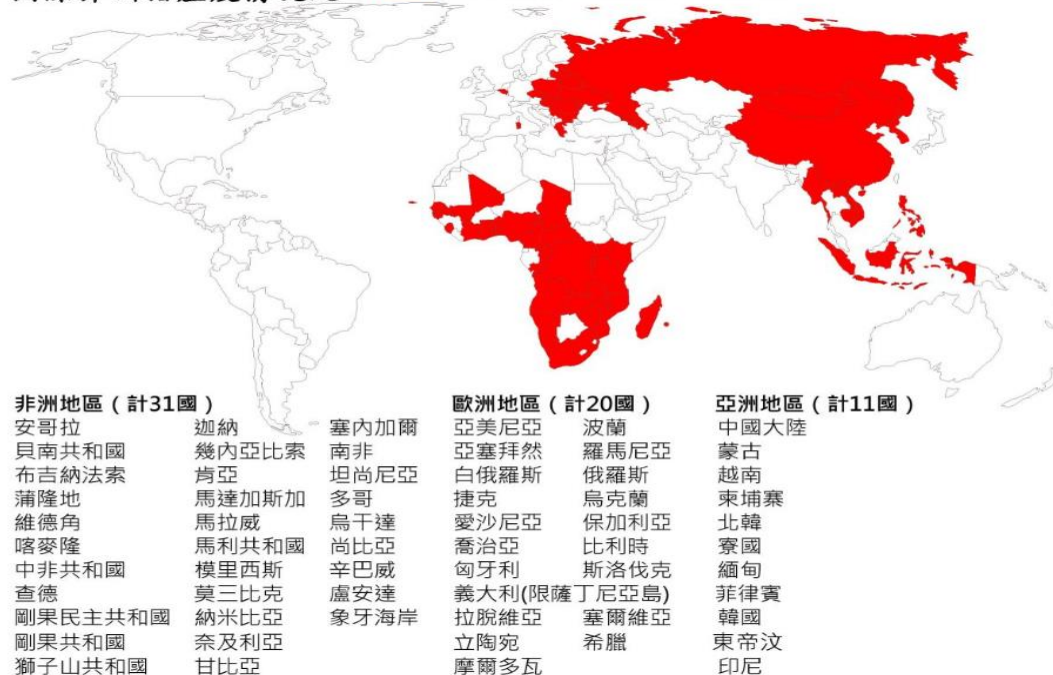 非洲地區（計31國）
安哥拉 迦納 塞內加爾
貝南共和國 幾內亞比索 南非
布吉納法索 肯亞 坦尚尼亞
蒲隆地 馬達加斯加 多哥
維德角 馬拉威 烏干達
喀麥隆 馬利共和國 尚比亞
中非共和國 模里西斯 辛巴威
查德 莫三比克 盧安達
剛果民主共和國 納米比亞 象牙海岸
剛果共和國 奈及利亞
獅子山共和國 甘比亞
歐洲地區（計20國）
亞美尼亞 波蘭
亞塞拜然 羅馬尼亞
白俄羅斯 俄羅斯
捷克 烏克蘭
愛沙尼亞 保加利亞
喬治亞 比利時
匈牙利 斯洛伐克
義大利(限薩丁尼亞島)
拉脫維亞 塞爾維亞
立陶宛 希臘
摩爾多瓦
亞洲地區（計11國）
中國大陸
蒙古
越南
柬埔寨
北韓
寮國
緬甸
菲律賓
韓國
東帝汶
印尼